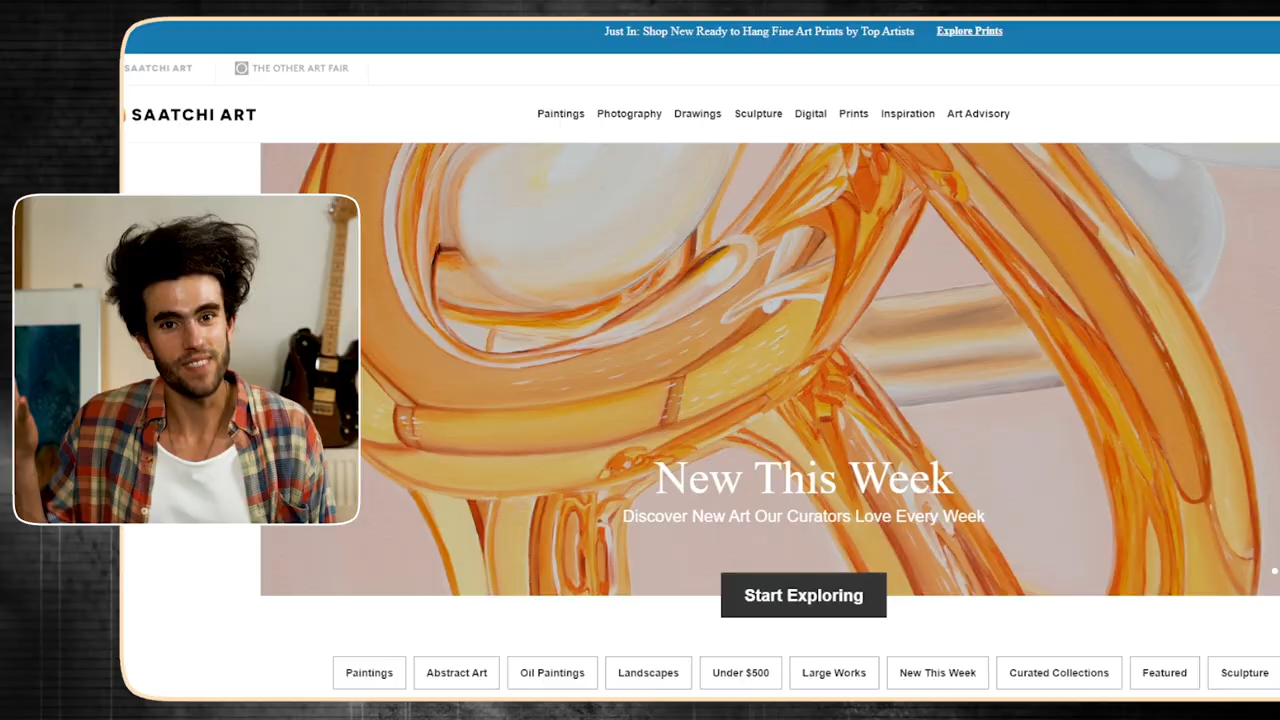 Just In: Shop New Ready to Hang Fine Art Prints by Top Artists Explore Prints
SAATCHI ART THE OTHER ART FAIR
SAATCHI ART
Paintings Photography Drawings Sculpture Digital Prints Inspiration Art Advisory
New This Week
Discover New Art Our Curators Love Every Week
Start Exploring
Paintings Abstract Art Oil Paintings Landscapes Under $500 Large Works New This Week Curated Collections Featured Sculpture